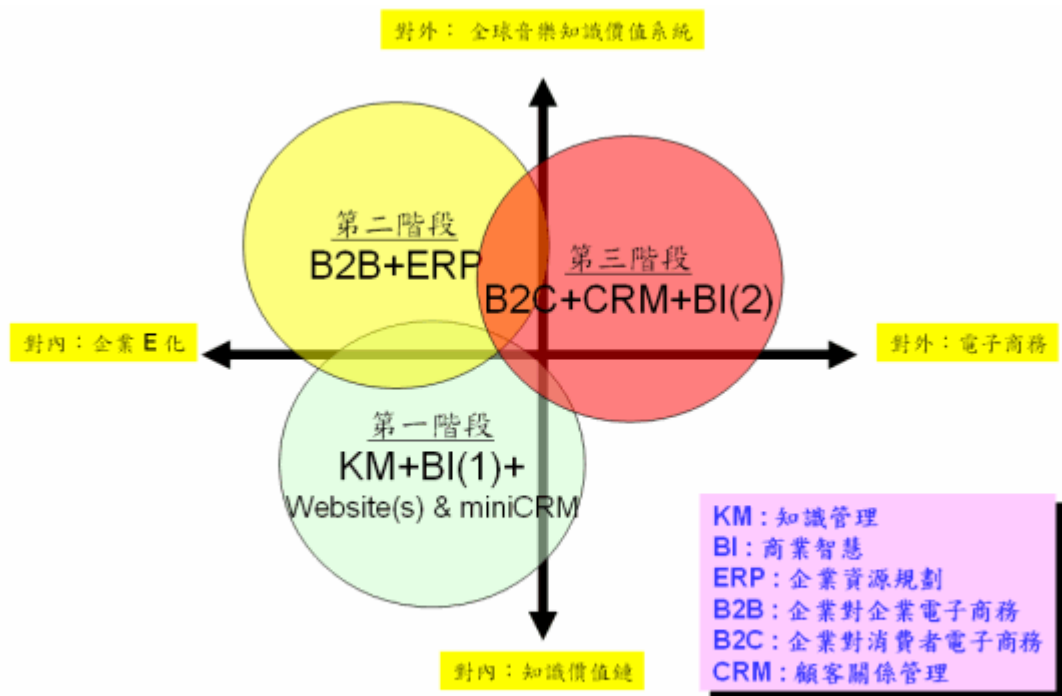 對外： 全球音樂知識價值系統
第二階段
B2B+ERP
第三階段
B2C+CRM+BI(2)
對內：企業 E 化
對外：電子商務
第一階段
KM+BI(1)+
Website(s) & miniCRM
KM : 知識管理
BI : 商業智慧
ERP : 企業資源規劃
B2B : 企業對企業電子商務
B2C : 企業對消費者電子商務
CRM : 顧客關係管理
對內：知識價值鏈